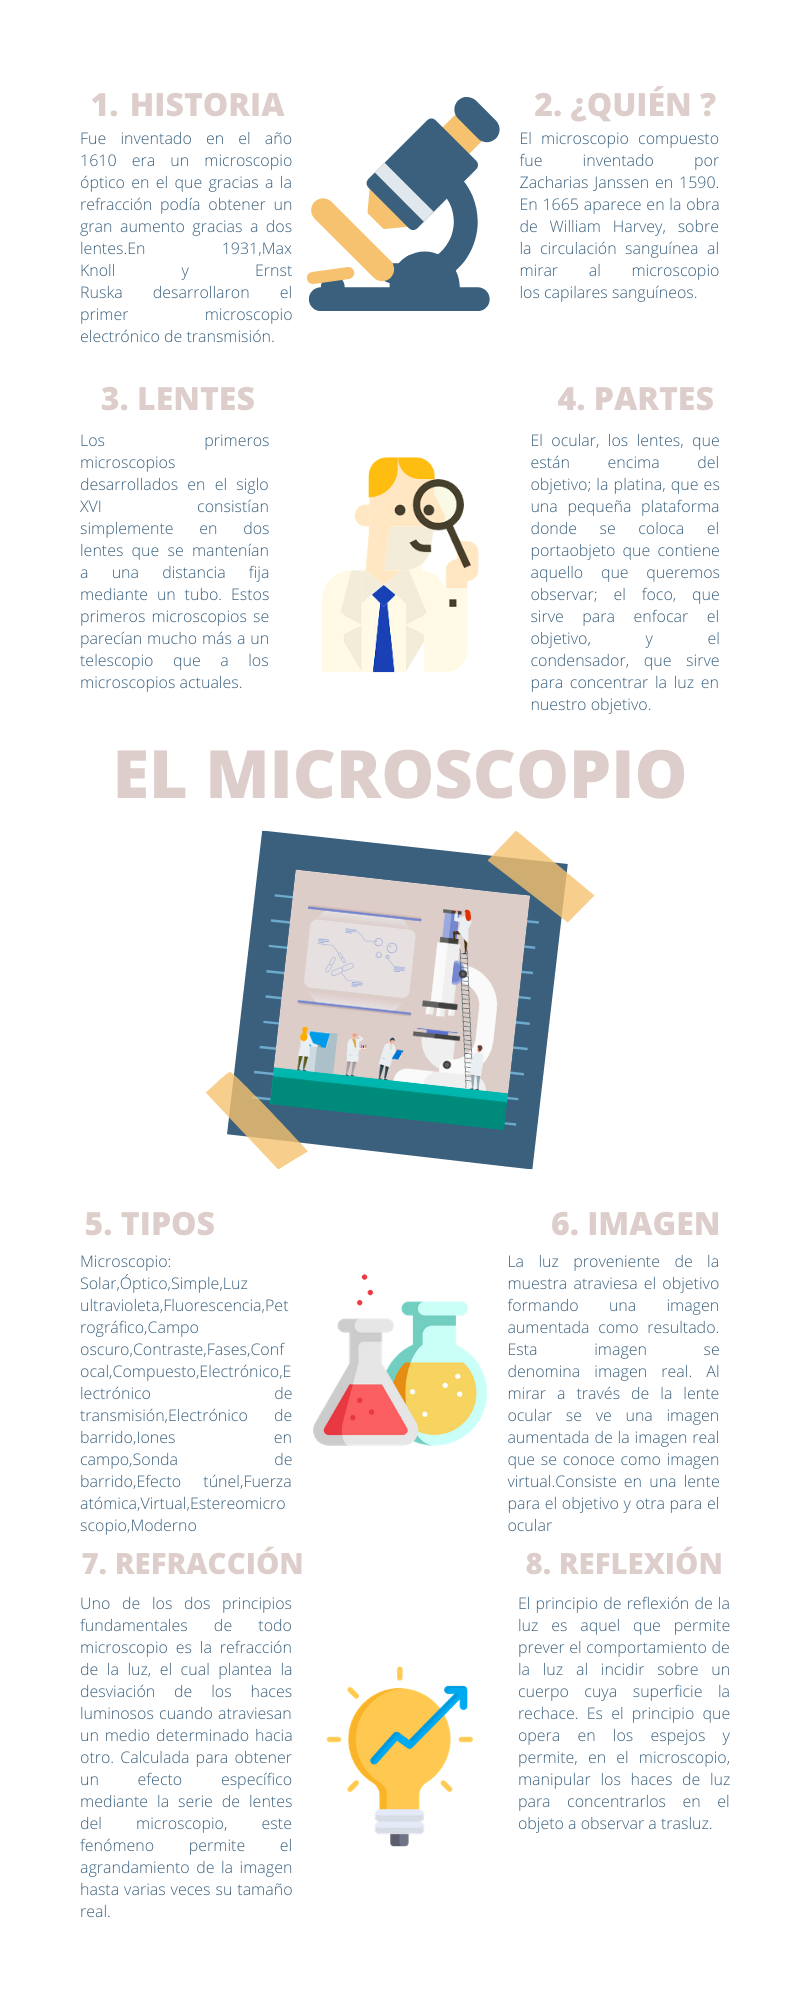 1. HISTORIA
Fue inventado en el año
1610 era un microscopio
óptico en el que gracias a la
refracción podía obtener un
gran aumento gracias a dos
lentes.En 1931,Max
Knoll y Ernst
Ruska desarrollaron el
primer microscopio
electrónico de transmisión.
2. ¿QUIÉN ?
El microscopio compuesto
fue inventado por
Zacharias Janssen en 1590.
En 1665 aparece en la obra
de William Harvey, sobre
la circulación sanguínea al
mirar al microscopio
los capilares sanguíneos.
3. LENTES
Los primeros
microscopios
desarrollados en el siglo
XVI consistían
simplemente en dos
lentes que se mantenían
a una distancia fija
mediante un tubo. Estos
primeros microscopios se
parecían mucho más a un
telescopio que a los
microscopios actuales.
4. PARTES
El ocular, los lentes, que
están encima del
objetivo; la platina, que es
una pequeña plataforma
donde se coloca el
portaobjeto que contiene
aquello que queremos
observar; el foco, que
sirve para enfocar el
objetivo, y el
condensador, que sirve
para concentrar la luz en
nuestro objetivo.
EL MICROSCOPIO
5. TIPOS
Microscopio:
Solar,Óptico,Simple,Luz
ultravioleta,Fluorescencia,Pet
rográfico,Campo
oscuro,Contraste,Fases,Conf
ocal,Compuesto,Electrónico,E
lectrónico de
transmisión,Electrónico de
barrido,Iones en
campo,Sonda de
barrido,Efecto túnel,Fuerza
atómica,Virtual,Estereomicro
scopio,Moderno
6. IMAGEN
La luz proveniente de la
muestra atraviesa el objetivo
formando una imagen
aumentada como resultado.
Esta imagen se
denomina imagen real. Al
mirar a través de la lente
ocular se ve una imagen
aumentada de la imagen real
que se conoce como imagen
virtual.Consiste en una lente
para el objetivo y otra para el
ocular
7. REFRACCIÓN
Uno de los dos principios
fundamentales de todo
microscopio es la refracción
de la luz, el cual plantea la
desviación de los haces
luminosos cuando atraviesan
un medio determinado hacia
otro. Calculada para obtener
un efecto específico
mediante la serie de lentes
del microscopio, este
fenómeno permite el
agrandamiento de la imagen
hasta varias veces su tamaño
real.
8. REFLEXIÓN
El principio de reflexión de la
luz es aquel que permite
prever el comportamiento de
la luz al incidir sobre un
cuerpo cuya superficie la
rechace. Es el principio que
opera en los espejos y
permite, en el microscopio,
manipular los haces de luz
para concentrarlos en el
objeto a observar a trasluz.